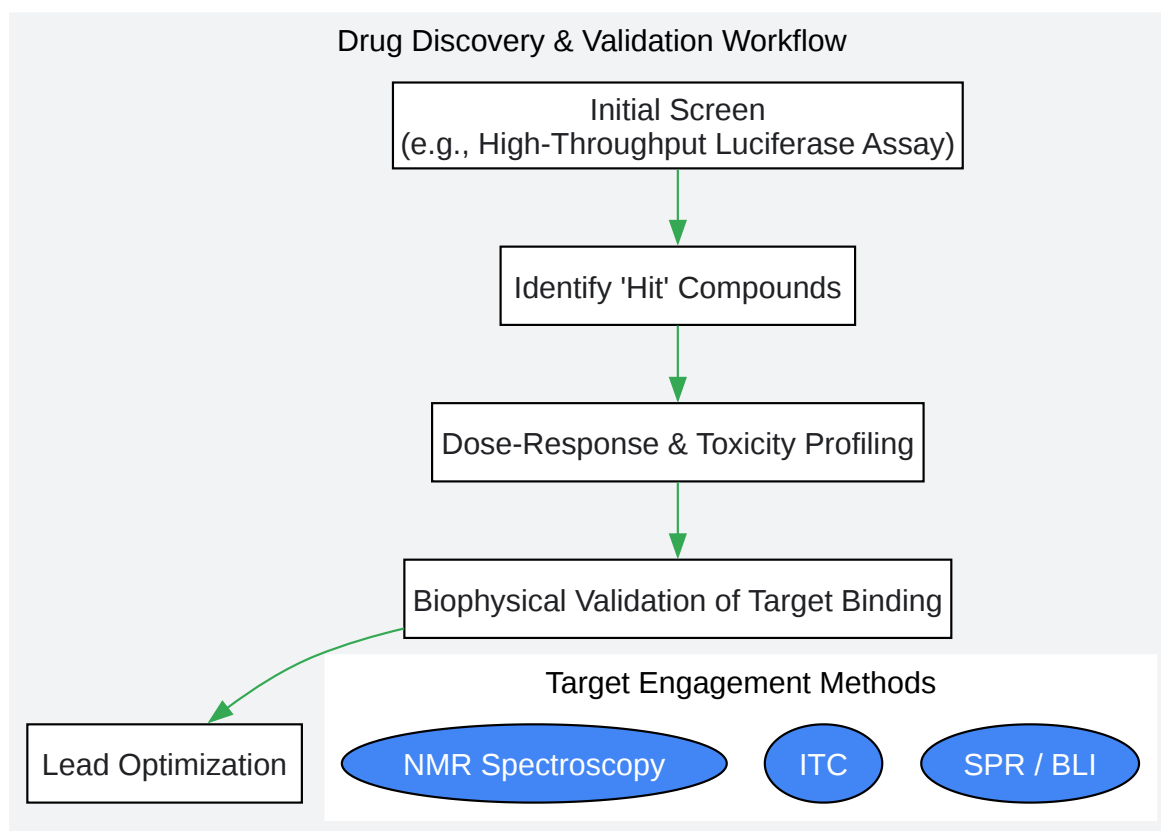 Drug Discovery & Validation Workflow
Initial Screen
(e.g., High-Throughput Luciferase Assay)
Identify 'Hit' Compounds
Dose-Response & Toxicity Profiling
Biophysical Validation of Target Binding
Target Engagement Methods
Lead Optimization
NMR Spectroscopy
ITC
SPR / BLI